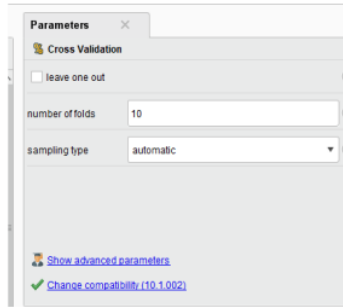 Parameters
Cross Validation
leave one out
number of folds 10
sampling type automatic
Show advanced parameters
Change compatibility (10.1.002)